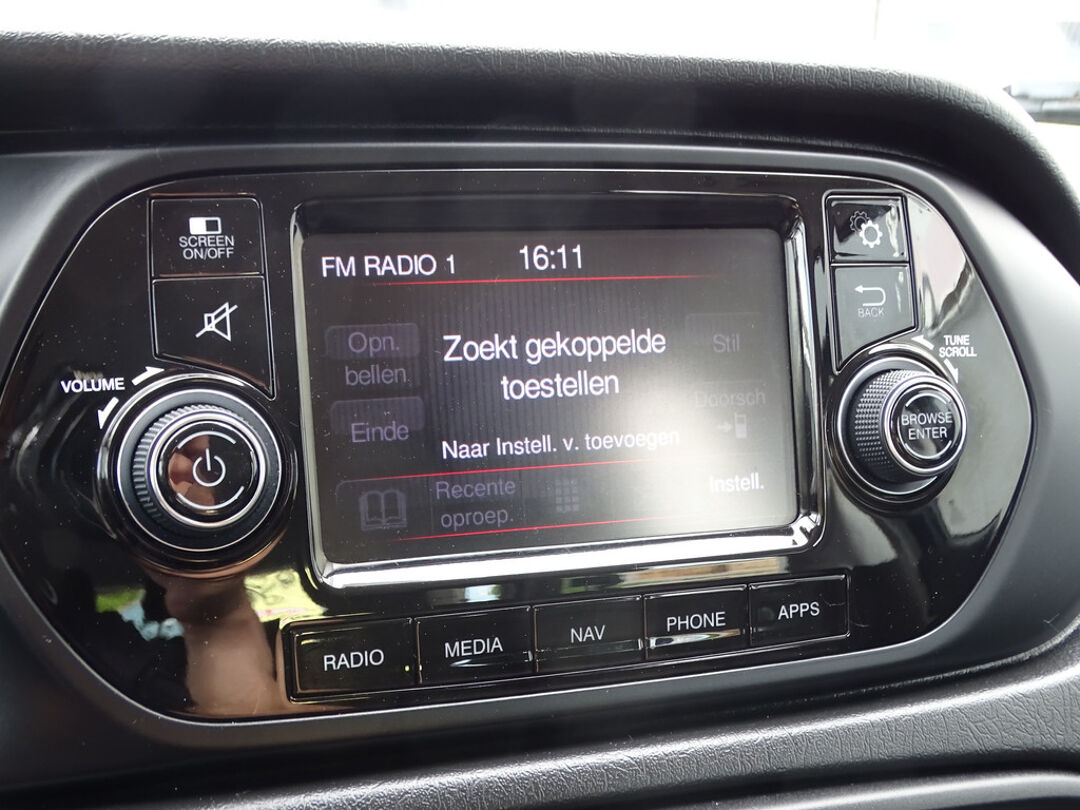 SCREEN
ON/OFF
FM RADIO 1
16:11
BACK
VOLUME
TUNE
SCROLL
Opn.
bellen
Zoekt gekoppelde
toestellen
Stil
Doorsch
Einde
Naar Instell. v. toevoegen
BROWSE
ENTER
Recente
oproep.
Instell.
RADIO
MEDIA
NAV
PHONE
APPS